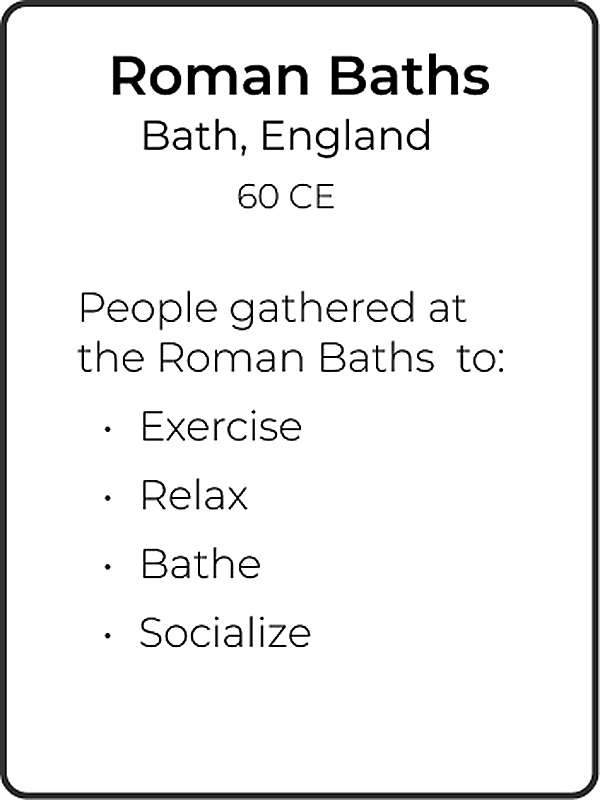 Roman Baths
Bath, England
60 CE
People gathered at
the Roman Baths  to:
• Exercise
• Relax
• Bathe
• Socialize